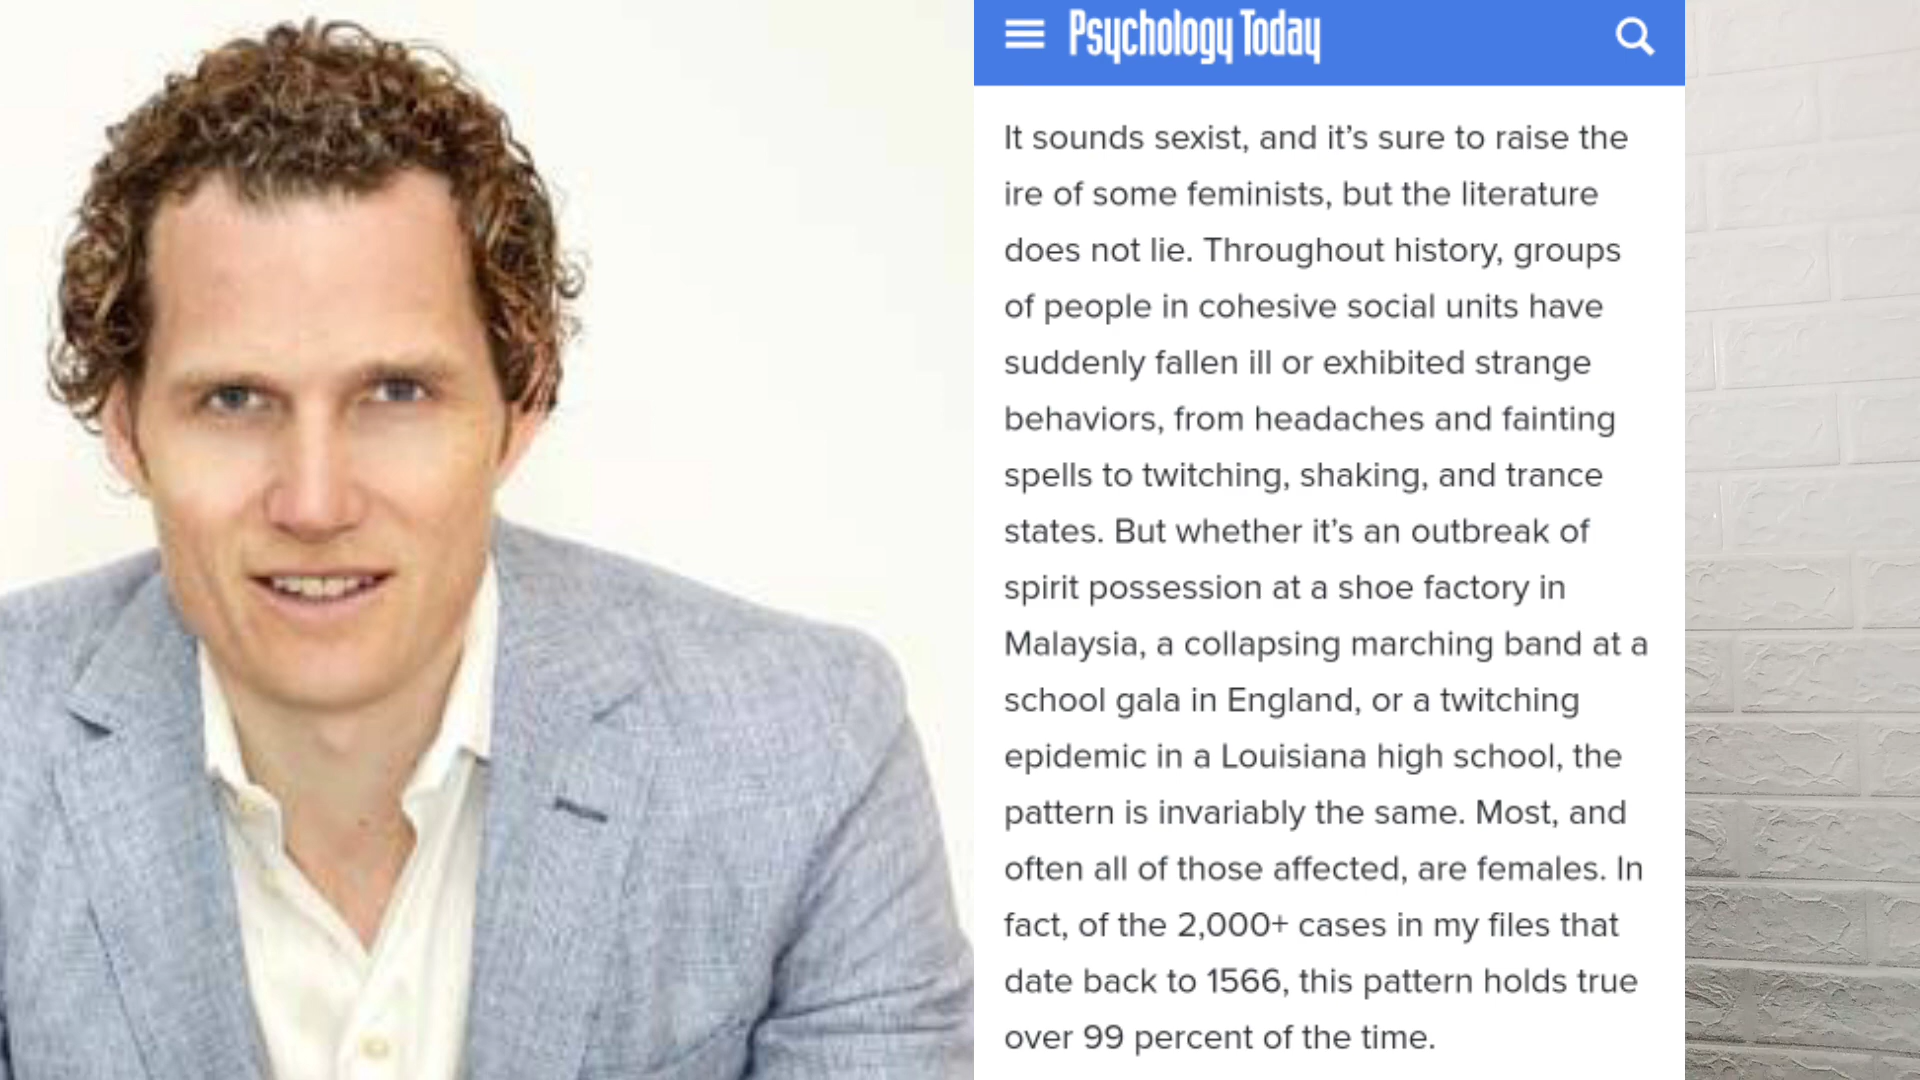 Psychology Today
It sounds sexist, and it’s sure to raise the
ire of some feminists, but the literature
does not lie. Throughout history, groups
of people in cohesive social units have
suddenly fallen ill or exhibited strange
behaviors, from headaches and fainting
spells to twitching, shaking, and trance
states. But whether it’s an outbreak of
spirit possession at a shoe factory in
Malaysia, a collapsing marching band at a
school gala in England, or a twitching
epidemic in a Louisiana high school, the
pattern is invariably the same. Most, and
often all of those affected, are females. In
fact, of the 2,000+ cases in my files that
date back to 1566, this pattern holds true
over 99 percent of the time.